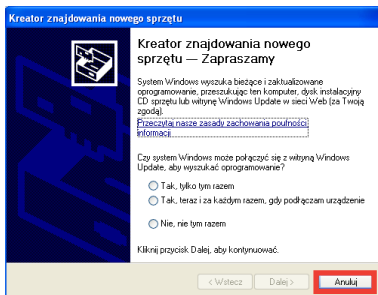 Kreator znajdowania nowego sprzętu
Kreator znajdowania nowego
sprzętu — Zapraszamy
System Windows wyszuka bieżące i zaktualizowane
oprogramowanie, przeszukując ten komputer, dysk instalacyjny
CD sprzętu lub witrynę Windows Update w sieci Web (za Twoją
zgodą).
Przeczytaj nasze zasady zachowania poufności
informacji
Czy system Windows może połączyć się z witryną Windows
Update, aby wyszukać oprogramowanie?
Tak, tylko tym razem
Tak, teraz i za każdym razem, gdy podłączam urządzenie
Nie, nie tym razem
Kliknij przycisk Dalej, aby kontynuować.
< Wstecz
Dalej >
Anuluj